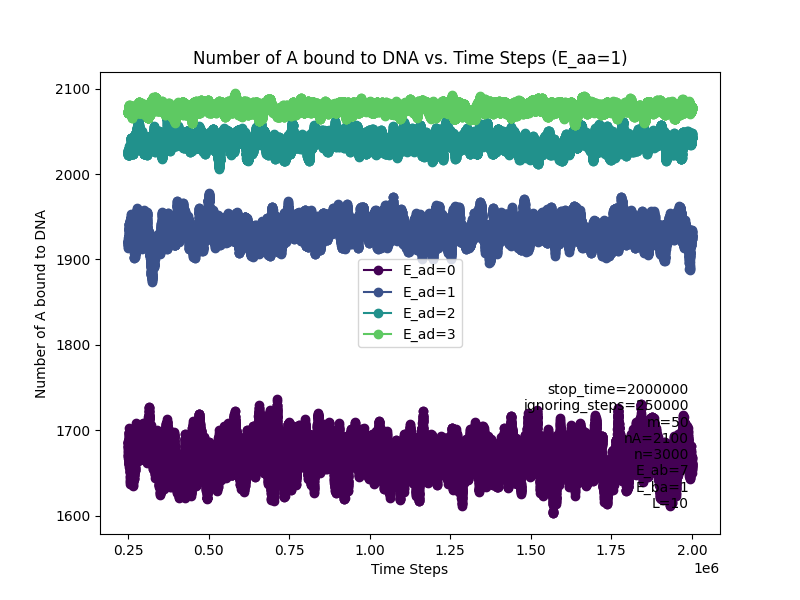 Number of A bound to DNA vs. Time Steps (E_aa=1)
Number of A bound to DNA
2100
2000
1900
1800
1700
1600
E_ad=0
E_ad=1
E_ad=2
E_ad=3
stop_time=2000000
ignoring_steps=250000
m=50
nA=2100
n=3000
E_ab=7
E_ba=1
L=10
0.25 0.50 0.75 1.00 1.25 1.50 1.75 2.00
1e6
Time Steps